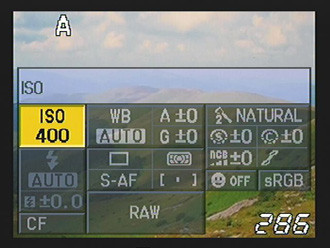 A
ISO
ISO 400
WB AUTO
A ±0
G ±0
NATURAL
S ±0
C ±0
RGB ±0
AUTO
S-AF
[ ▪ ]
OFF
sRGB
±0.0
CF
RAW
286